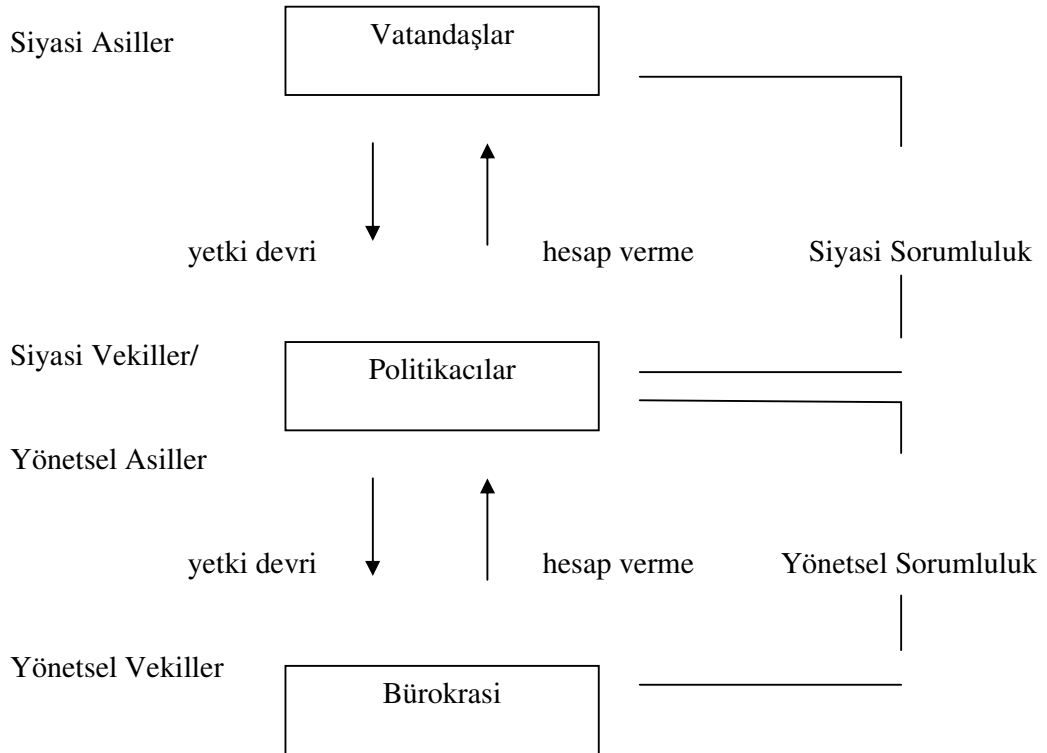 Siyasi Asiller
Vatandaşlar
yetki devri
hesap verme
Siyasi Sorumluluk
Siyasi Vekiller/
Politikacılar
Yönetsel Asiller
yetki devri
hesap verme
Yönetsel Sorumluluk
Yönetsel Vekiller
Bürokrasi